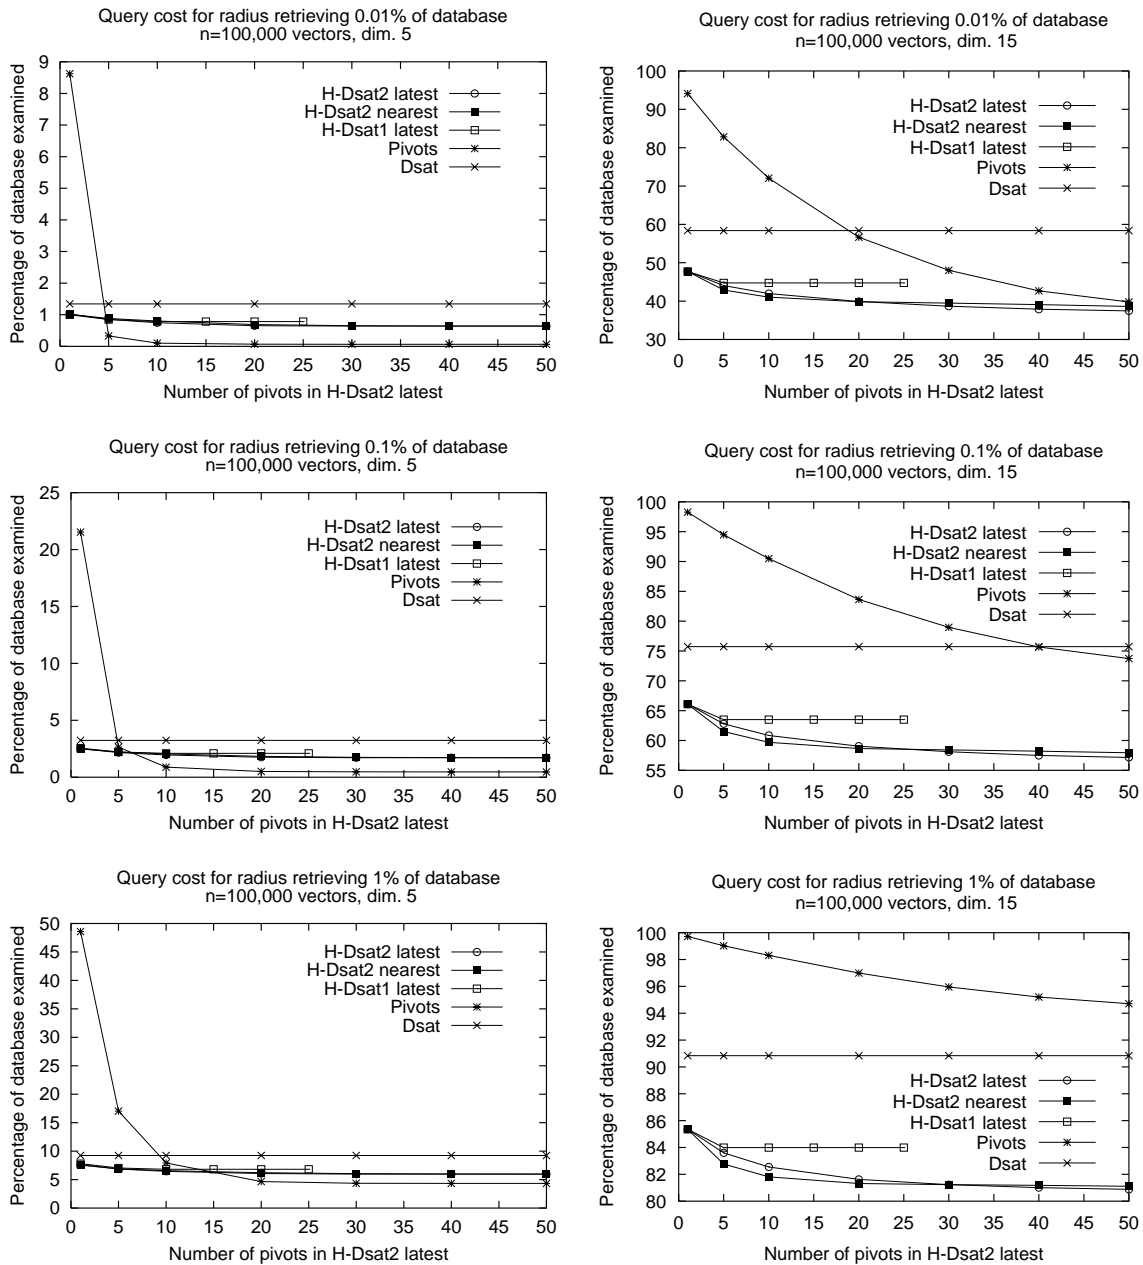 Query cost for radius retrieving 0.01% of database
n=100,000 vectors, dim. 5
Percentage of database examined
9
8
7
6
5
4
3
2
1
0
H-Dsat2 latest
H-Dsat2 nearest
H-Dsat1 latest
Pivots
Dsat
0 5 10 15 20 25 30 35 40 45 50
Number of pivots in H-Dsat2 latest
Query cost for radius retrieving 0.01% of database
n=100,000 vectors, dim. 15
Percentage of database examined
100
90
80
70
60
50
40
30
H-Dsat2 latest
H-Dsat2 nearest
H-Dsat1 latest
Pivots
Dsat
0 5 10 15 20 25 30 35 40 45 50
Number of pivots in H-Dsat2 latest
Query cost for radius retrieving 0.1% of database
n=100,000 vectors, dim. 5
Percentage of database examined
25
20
15
10
5
0
H-Dsat2 latest
H-Dsat2 nearest
H-Dsat1 latest
Pivots
Dsat
0 5 10 15 20 25 30 35 40 45 50
Number of pivots in H-Dsat2 latest
Query cost for radius retrieving 0.1% of database
n=100,000 vectors, dim. 15
Percentage of database examined
100
95
90
85
80
75
70
65
60
55
H-Dsat2 latest
H-Dsat2 nearest
H-Dsat1 latest
Pivots
Dsat
0 5 10 15 20 25 30 35 40 45 50
Number of pivots in H-Dsat2 latest
Query cost for radius retrieving 1% of database
n=100,000 vectors, dim. 5
Percentage of database examined
50
45
40
35
30
25
20
15
10
5
0
H-Dsat2 latest
H-Dsat2 nearest
H-Dsat1 latest
Pivots
Dsat
0 5 10 15 20 25 30 35 40 45 50
Number of pivots in H-Dsat2 latest
Query cost for radius retrieving 1% of database
n=100,000 vectors, dim. 15
Percentage of database examined
100
98
96
94
92
90
88
86
84
82
80
H-Dsat2 latest
H-Dsat2 nearest
H-Dsat1 latest
Pivots
Dsat
0 5 10 15 20 25 30 35 40 45 50
Number of pivots in H-Dsat2 latest